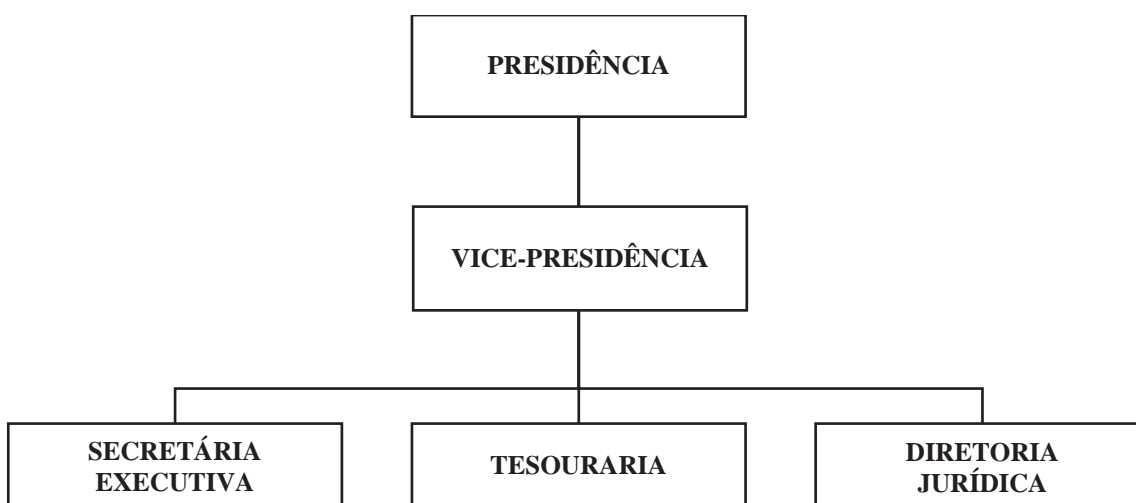 PRESIDÊNCIA
VICE-PRESIDÊNCIA
SECRETÁRIA
EXECUTIVA
TESOURARIA
DIRETORIA
JURÍDICA